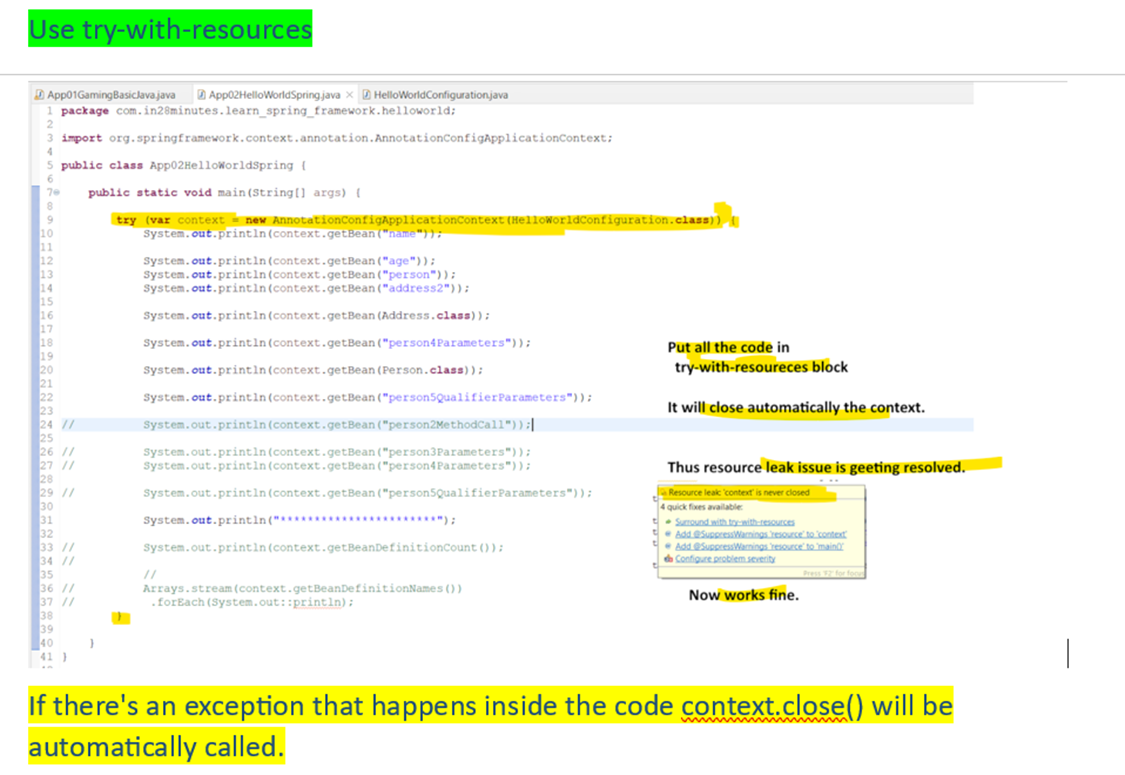 Use try-with-resources
App01GamingBasicJava.java App02HelloWorldSpring.java HelloWorldConfiguration.java
1 package com.in28minutes.learn_spring_framework.helloworld;
2
3 import org.springframework.context.annotation.AnnotationConfigApplicationContext;
4
5 public class App02HelloWorldSpring {
6
7 public static void main(String[] args) {
8
9 try (var context = new AnnotationConfigApplicationContext(HelloWorldConfiguration.class)) {
10 System.out.println(context.getBean("name"));
11
12 System.out.println(context.getBean("age"));
13 System.out.println(context.getBean("person"));
14 System.out.println(context.getBean("address2"));
15
16 System.out.println(context.getBean(Address.class));
17
18 System.out.println(context.getBean("person4Parameters"));
19
20 System.out.println(context.getBean(Person.class));
21
22 System.out.println(context.getBean("person5QualifierParameters"));
23
24 // System.out.println(context.getBean("person2MethodCall"));
25
26 // System.out.println(context.getBean("person3Parameters"));
27 // System.out.println(context.getBean("person4Parameters"));
28
29 // System.out.println(context.getBean("person5QualifierParameters"));
30
31 System.out.println("***********************");
32
33 // System.out.println(context.getBeanDefinitionCount());
34 //
35 //
36 // Arrays.stream(context.getBeanDefinitionNames())
37 // .forEach(System.out::println);
38 }
39
40 }
41 }
Put all the code in
try-with-resoureces block
It will close automatically the context.
Thus resource leak issue is geeting resolved.
Resource leak: 'context' is never closed
4 quick fixes available:
Surround with try-with-resources
Add @SuppressWarnings 'resource' to 'context'
Add @SuppressWarnings 'resource' to 'main()'
Configure problem severity
Press 'F2' for focus
Now works fine.
If there's an exception that happens inside the code context.close() will be
automatically called.